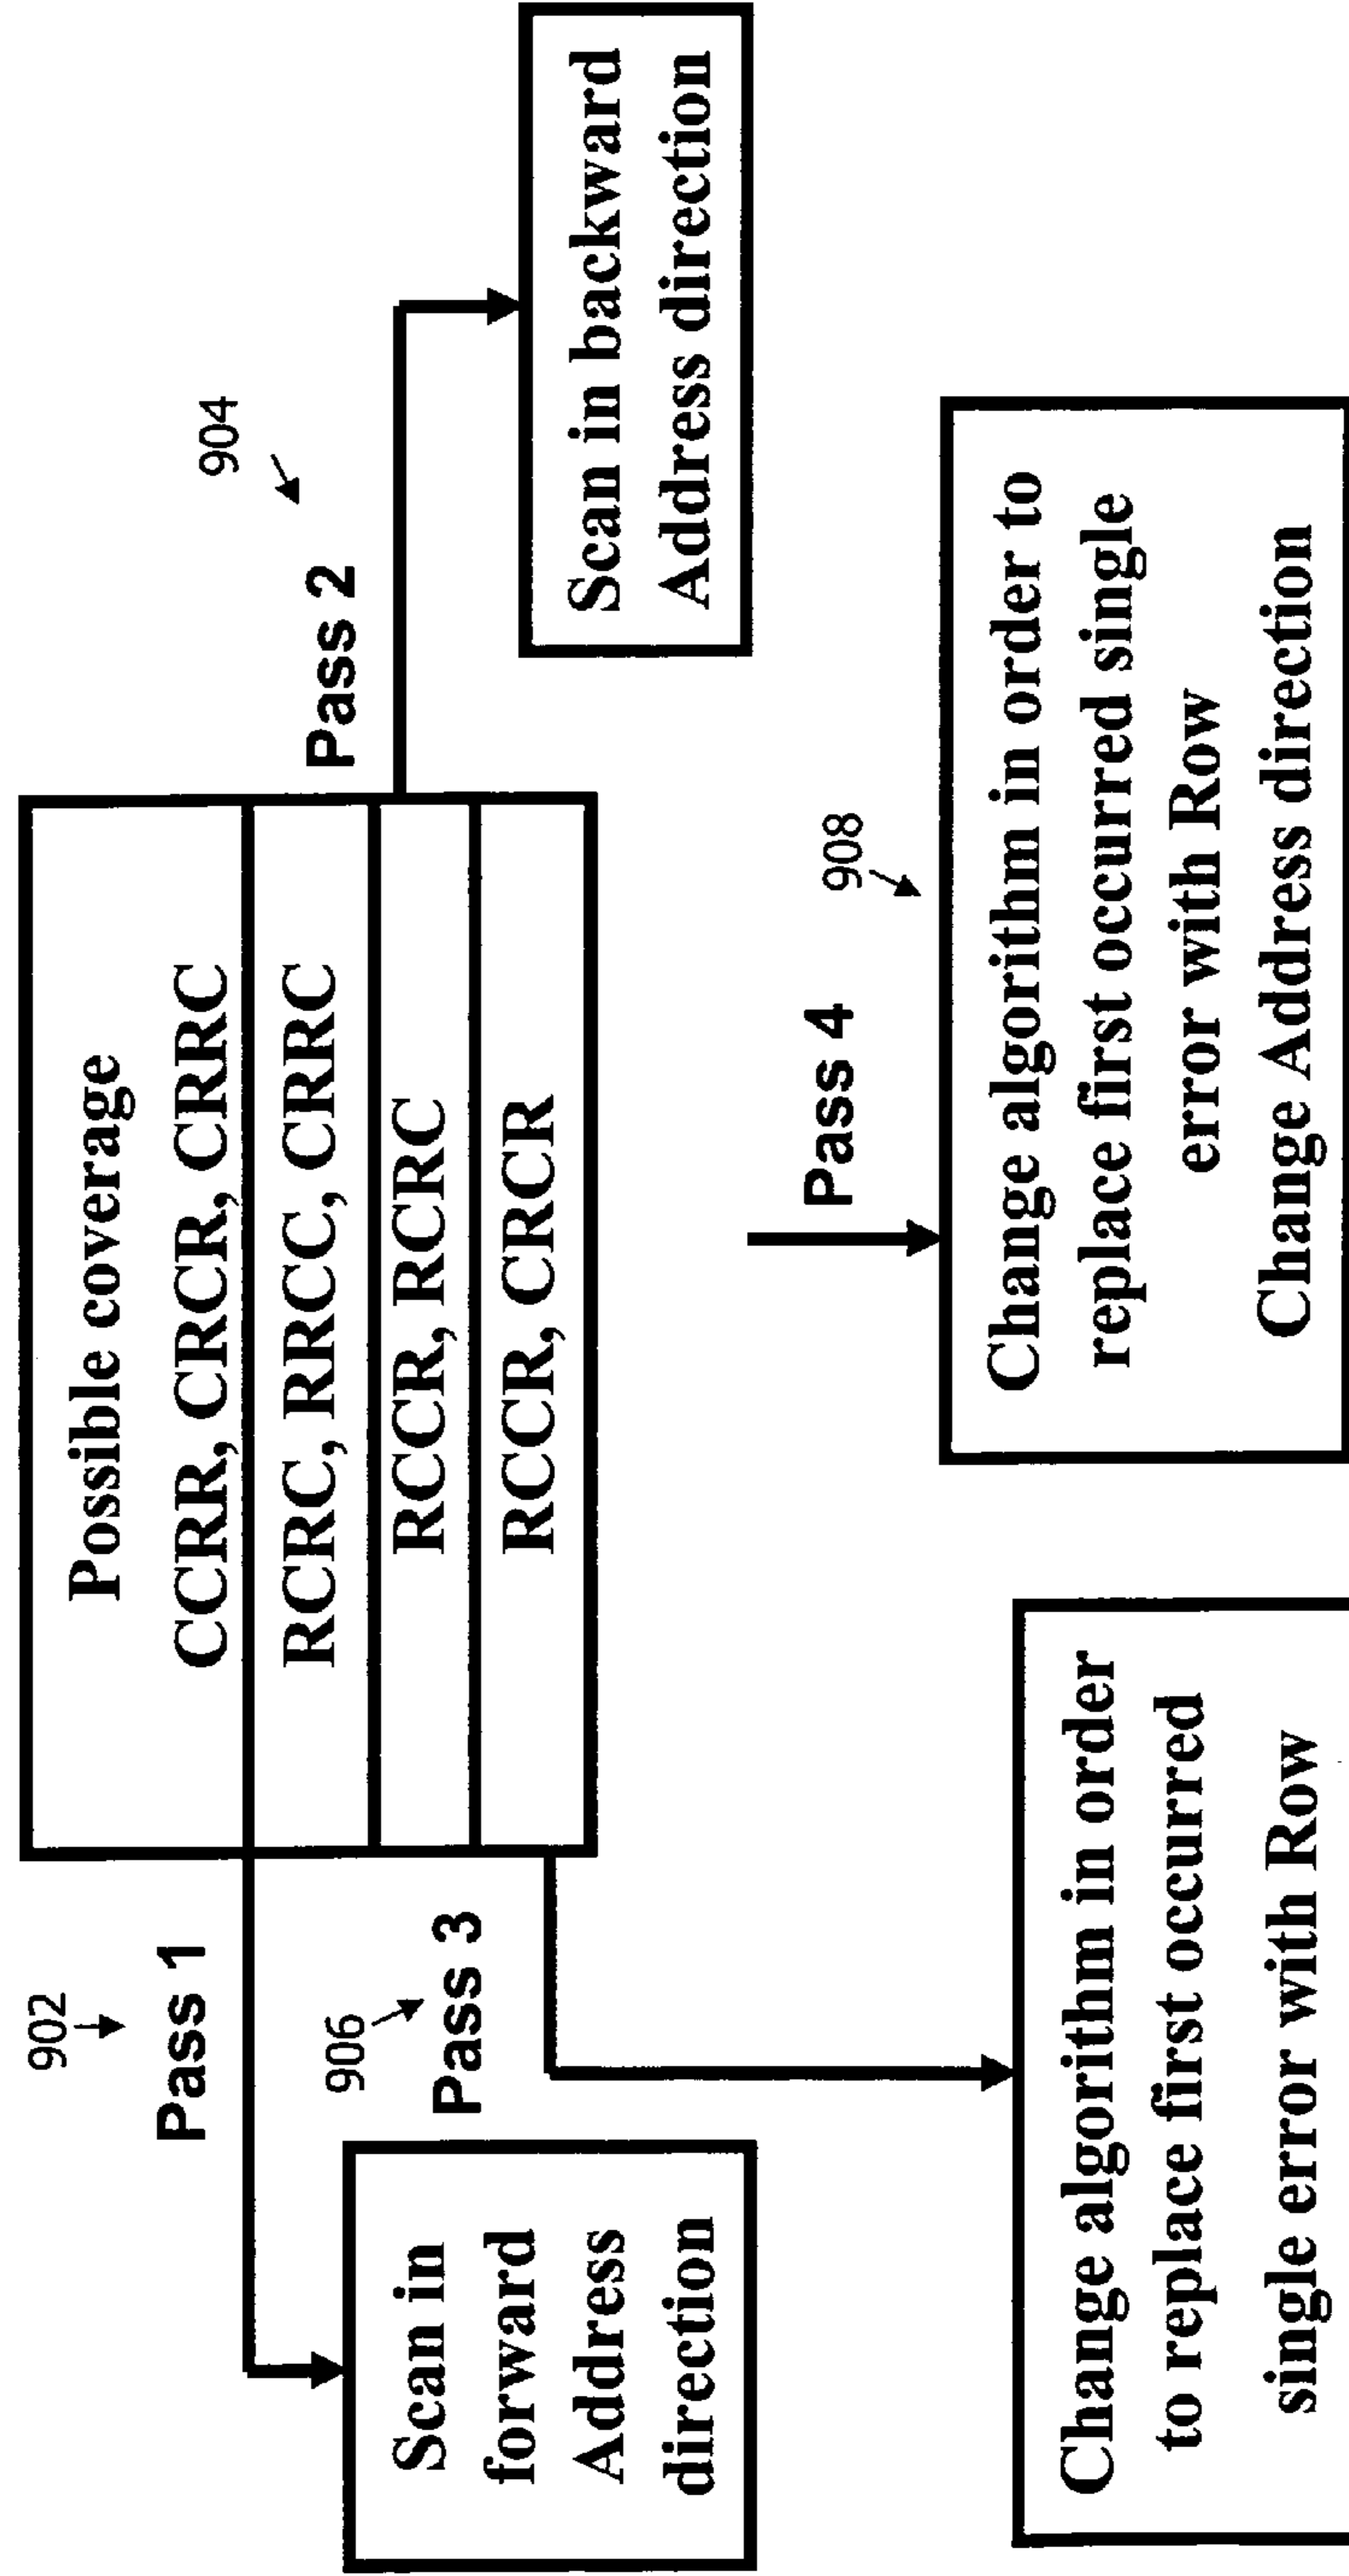 Possible coverage
CCRR, CRCR, CRRC
RCRC, RRCC, CRRC
RCCR, RCRC
RCCR, CRCR
902
Pass 1
Scan in
forward
Address
direction
904
Pass 2
Scan in backward
Address direction
906
Pass 3
Change algorithm in order
to replace first occurred
single error with Row
908
Pass 4
Change algorithm in order to
replace first occurred single
error with Row
Change Address direction